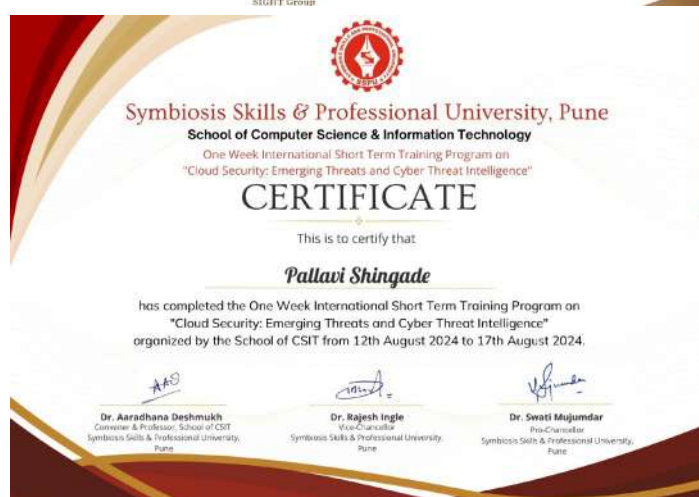 SIGHT Group
SSPU
Symbiosis Skills & Professional University, Pune
School of Computer Science & Information Technology
One Week International Short Term Training Program on
"Cloud Security: Emerging Threats and Cyber Threat Intelligence"
CERTIFICATE
This is to certify that
Pallavi Shingade
has completed the One Week International Short Term Training Program on
"Cloud Security: Emerging Threats and Cyber Threat Intelligence"
organized by the School of CSIT from 12th August 2024 to 17th August 2024.
Dr. Aaradhana Deshmukh
Convener & Professor, School of CSIT
Symbiosis Skills & Professional University,
Pune
Dr. Rajesh Ingle
Vice-Chancellor
Symbiosis Skills & Professional University,
Pune
Dr. Swati Mujumdar
Pro-Chancellor
Symbiosis Skills & Professional University,
Pune